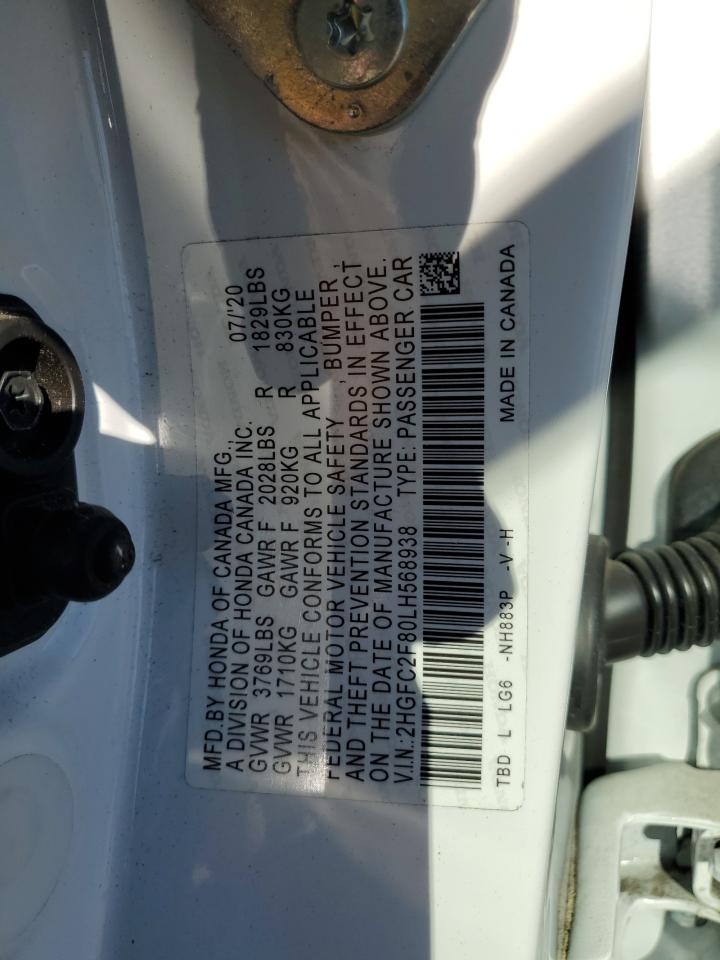 MFD.BY HONDA OF CANADA MFG., 07/'20
A DIVISION OF HONDA CANADA INC.
GVWR 3769LBS GAWR F 2028LBS R 1829LBS
GVWR 1710KG GAWR F 920KG R 830KG
THIS VEHICLE CONFORMS TO ALL APPLICABLE
FEDERAL MOTOR VEHICLE SAFETY, BUMPER,
AND THEFT PREVENTION STANDARDS, IN EFFECT
ON THE DATE OF MANUFACTURE SHOWN ABOVE.
V.IN.:2HGFC2F80LH568938 TYPE: PASSENGER CAR
TBD L LG6 -NH883P -V -H MADE IN CANADA